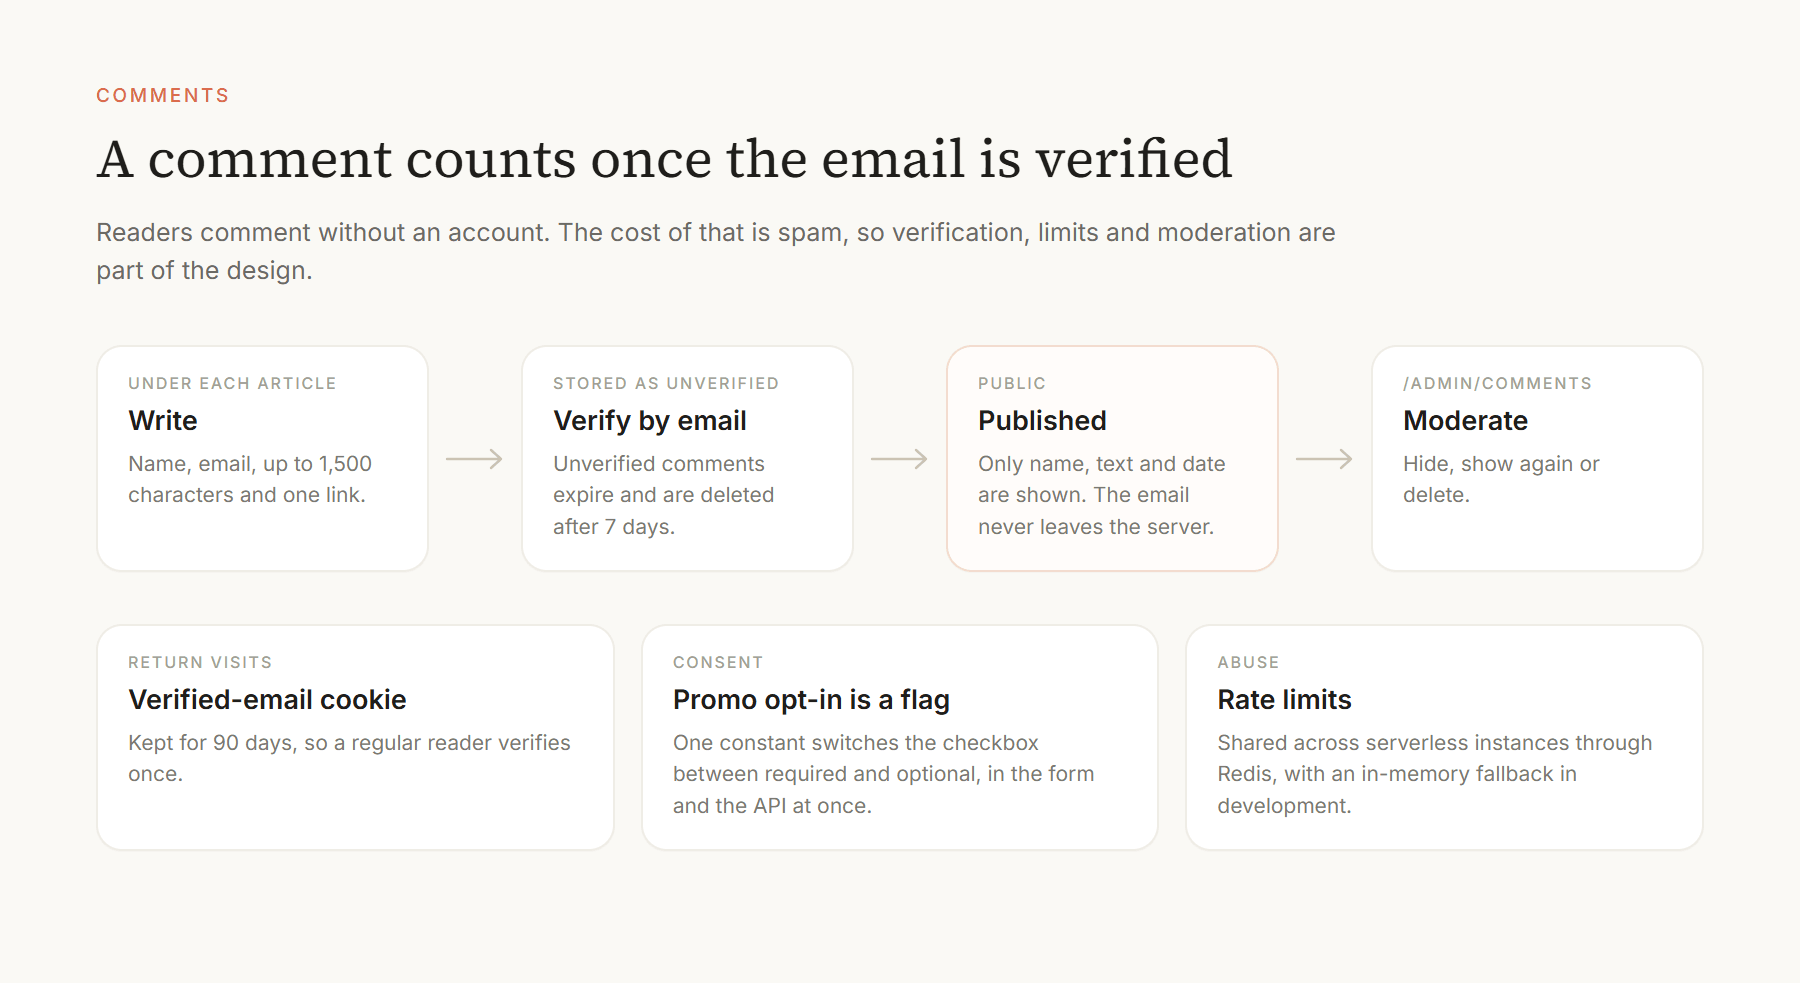 COMMENTS
A comment counts once the email is verified
Readers comment without an account. The cost of that is spam, so verification, limits and moderation are
part of the design.
UNDER EACH ARTICLE
Write
Name, email, up to 1,500
characters and one link.
STORED AS UNVERIFIED
Verify by email
Unverified comments
expire and are deleted
after 7 days.
PUBLIC
Published
Only name, text and date
are shown. The email
never leaves the server.
/ADMIN/COMMENTS
Moderate
Hide, show again or
delete.
RETURN VISITS
Verified-email cookie
Kept for 90 days, so a regular reader verifies
once.
CONSENT
Promo opt-in is a flag
One constant switches the checkbox
between required and optional, in the form
and the API at once.
ABUSE
Rate limits
Shared across serverless instances through
Redis, with an in-memory fallback in
development.